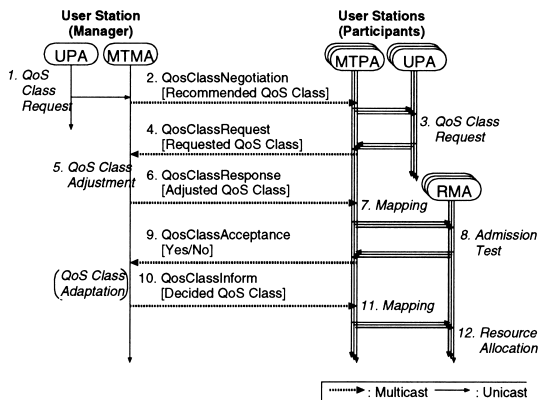 User Station
(Manager)
User Stations
(Participants)
UPA
MTMA
MTPA
UPA
1. QoS
Class
Request
2. QosClassNegotiation
[Recommended QoS Class]
3. QoS Class
Request
4. QosClassRequest
[Requested QoS Class]
5. QoS Class
Adjustment
6. QosClassResponse
[Adjusted QoS Class]
RMA
7. Mapping
8. Admission
Test
9. QosClassAcceptance
[Yes/No]
(QoS Class
Adaptation)
10. QosClassInform
[Decided QoS Class]
11. Mapping
12. Resource
Allocation
: Multicast
: Unicast